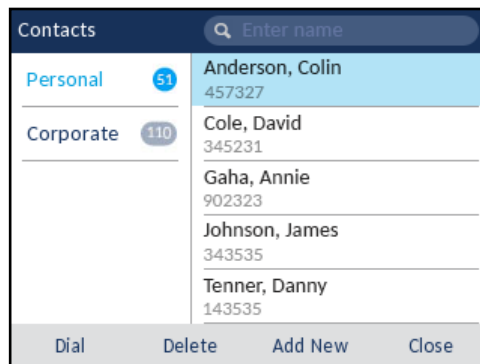 Contacts
Enter name
Personal 51
Corporate 110
Anderson, Colin
457327
Cole, David
345231
Gaha, Annie
902323
Johnson, James
343535
Tenner, Danny
143535
Dial Delete Add New Close